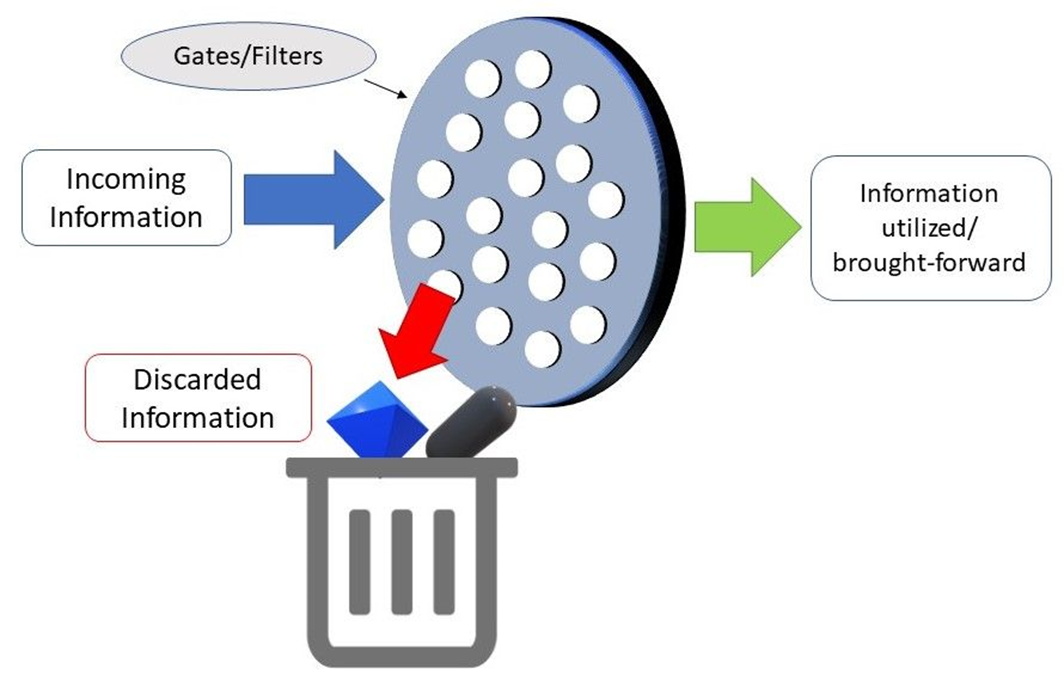 Gates/Filters
Incoming
Information
Information
utilized/
brought-forward
Discarded
Information